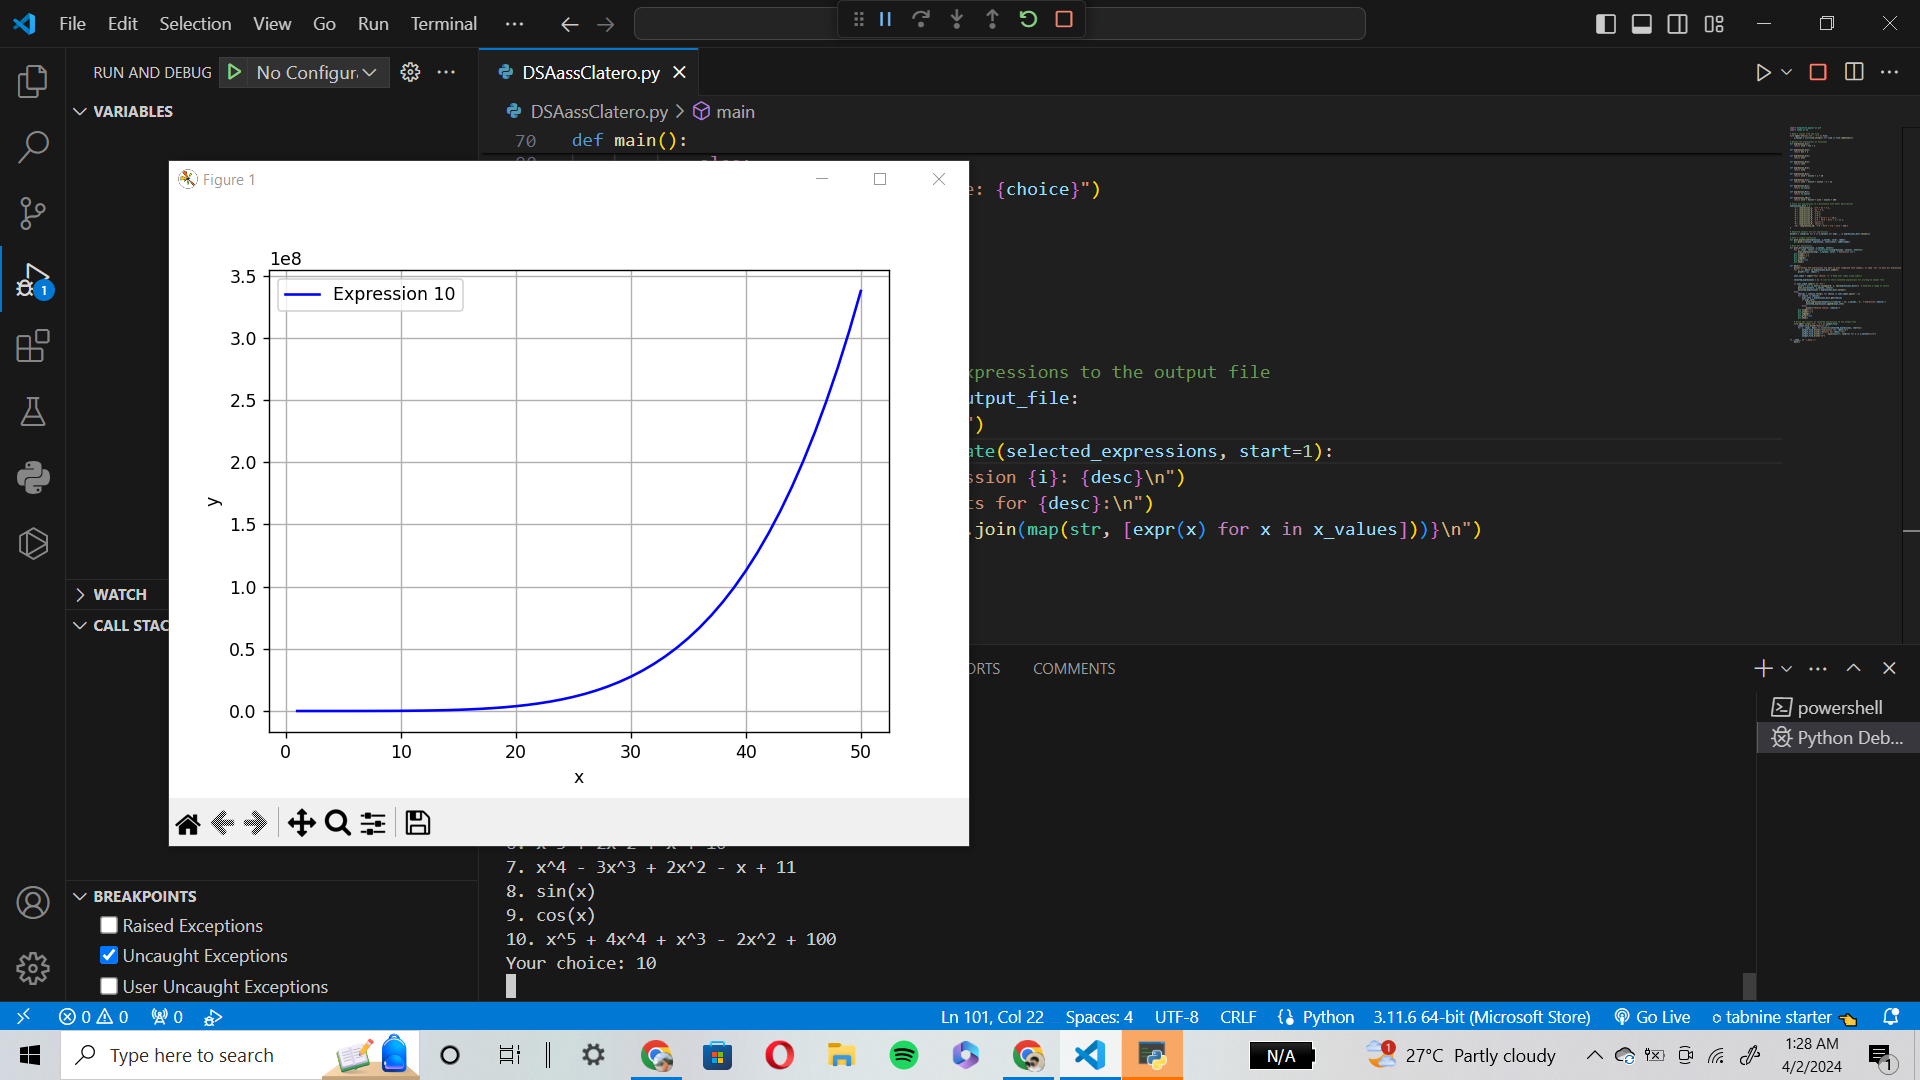 File Edit Selection View Go Run Terminal ...
RUN AND DEBUG No Configur ...
DSAassClatero.py
VARIABLES
DSAassClatero.py > main
70 def main():
e: {choice}")
xpressions to the output file
utput_file:
")
ate(selected_expressions, start=1):
ssion {i}: {desc}\n")
ts for {desc}:\n")
.join(map(str, [expr(x) for x in x_values]))}\n")
Figure 1
1e8
3.5
3.0
2.5
2.0
1.5
1.0
0.5
0.0
Expression 10
y
0 10 20 30 40 50
x
WATCH
CALL STAC
ORTS COMMENTS
powershell
Python Deb...
7. x^4 - 3x^3 + 2x^2 - x + 11
8. sin(x)
9. cos(x)
10. x^5 + 4x^4 + x^3 - 2x^2 + 100
Your choice: 10
BREAKPOINTS
Raised Exceptions
Uncaught Exceptions
User Uncaught Exceptions
1
0 0 0 Ln 101, Col 22 Spaces: 4 UTF-8 CRLF Python 3.11.6 64-bit (Microsoft Store) Go Live tabnine starter
Type here to search N/A 1 27°C Partly cloudy 1:28 AM
4/2/2024
1